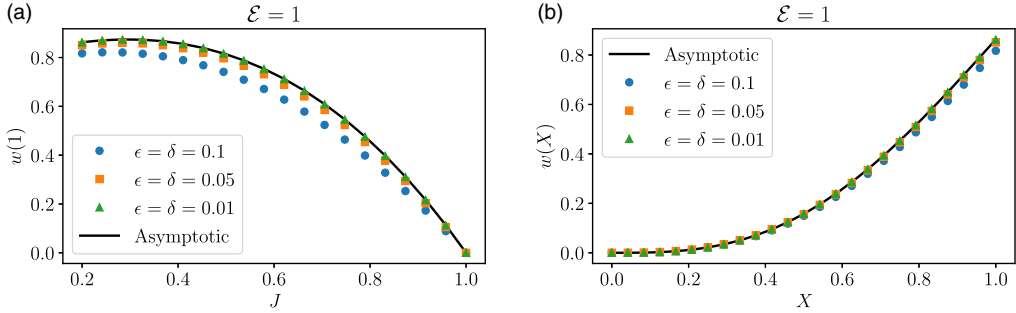 (a)
ℰ = 1
w(1)
0.8
0.6
0.4
0.2
0.0
ϵ = δ = 0.1
ϵ = δ = 0.05
ϵ = δ = 0.01
Asymptotic
0.2 0.4 0.6 0.8 1.0
J
(b)
ℰ = 1
w(X)
0.8
0.6
0.4
0.2
0.0
Asymptotic
ϵ = δ = 0.1
ϵ = δ = 0.05
ϵ = δ = 0.01
0.0 0.2 0.4 0.6 0.8 1.0
X